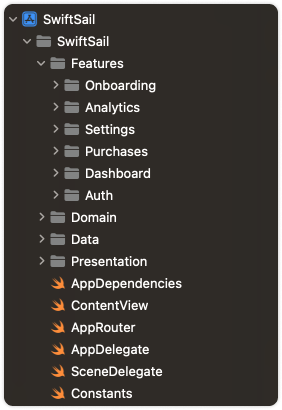 SwiftSail
SwiftSail
Features
Onboarding
Analytics
Settings
Purchases
Dashboard
Auth
Domain
Data
Presentation
AppDependencies
ContentView
AppRouter
AppDelegate
SceneDelegate
Constants